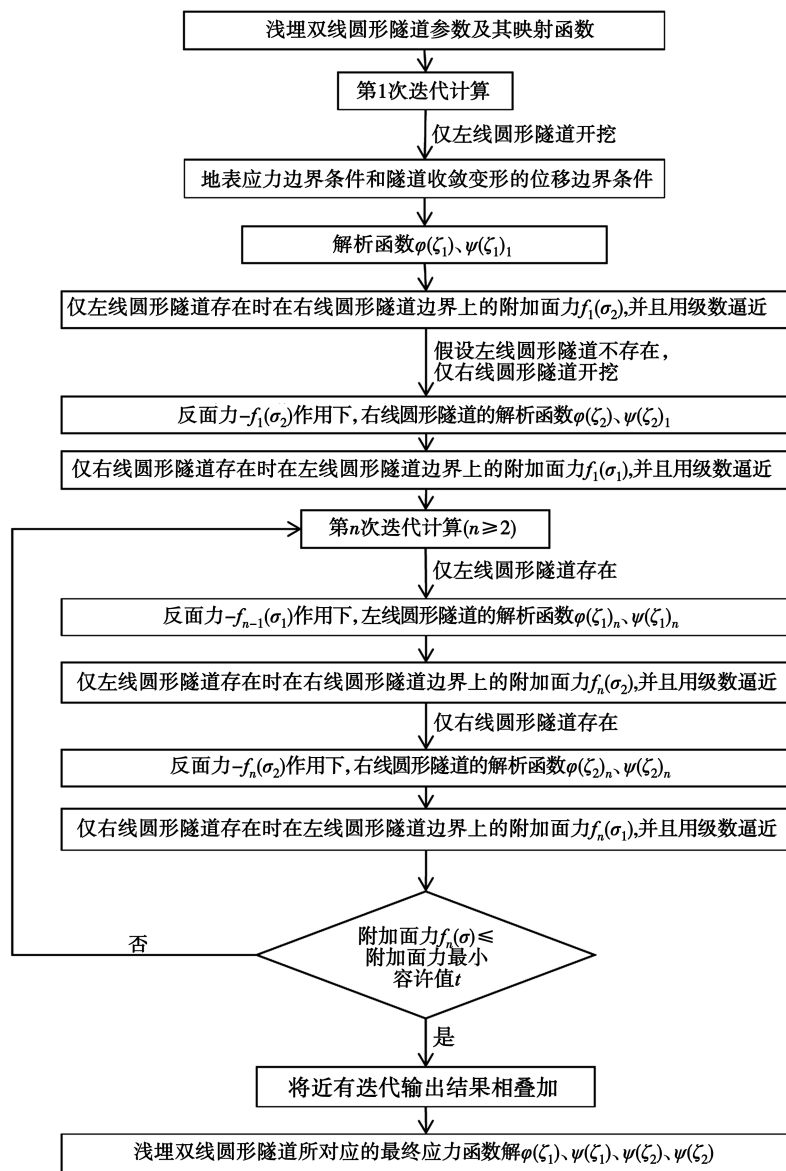 浅埋双线圆形隧道参数及其映射函数
第1次迭代计算
仅左线圆形隧道开挖
地表应力边界条件和隧道收敛变形的位移边界条件
解析函数φ(ζ₁)、ψ(ζ₁)₁
仅左线圆形隧道存在时在右线圆形隧道边界上的附加面力f₁(σ₂),并且用级数逼近
假设左线圆形隧道不存在，
仅右线圆形隧道开挖
反面力-f₁(σ₂)作用下,右线圆形隧道的解析函数φ(ζ₂)、ψ(ζ₂)₁
仅右线圆形隧道存在时在左线圆形隧道边界上的附加面力f₁(σ₁),并且用级数逼近
第n次迭代计算(n≥2)
仅左线圆形隧道存在
反面力-fₙ₋₁(σ₁)作用下,左线圆形隧道的解析函数φ(ζ₁)ₙ、ψ(ζ₁)ₙ
仅左线圆形隧道存在时在右线圆形隧道边界上的附加面力fₙ(σ₂),并且用级数逼近
仅右线圆形隧道存在
反面力-fₙ(σ₂)作用下,右线圆形隧道的解析函数φ(ζ₂)ₙ、ψ(ζ₂)ₙ
仅右线圆形隧道存在时在左线圆形隧道边界上的附加面力fₙ(σ₁),并且用级数逼近
否
附加面力fₙ(σ)≤
附加面力最小
容许值t
是
将近有迭代输出结果相叠加
浅埋双线圆形隧道所对应的最终应力函数解φ(ζ₁)、ψ(ζ₁)、ψ(ζ₂)、ψ(ζ₂)